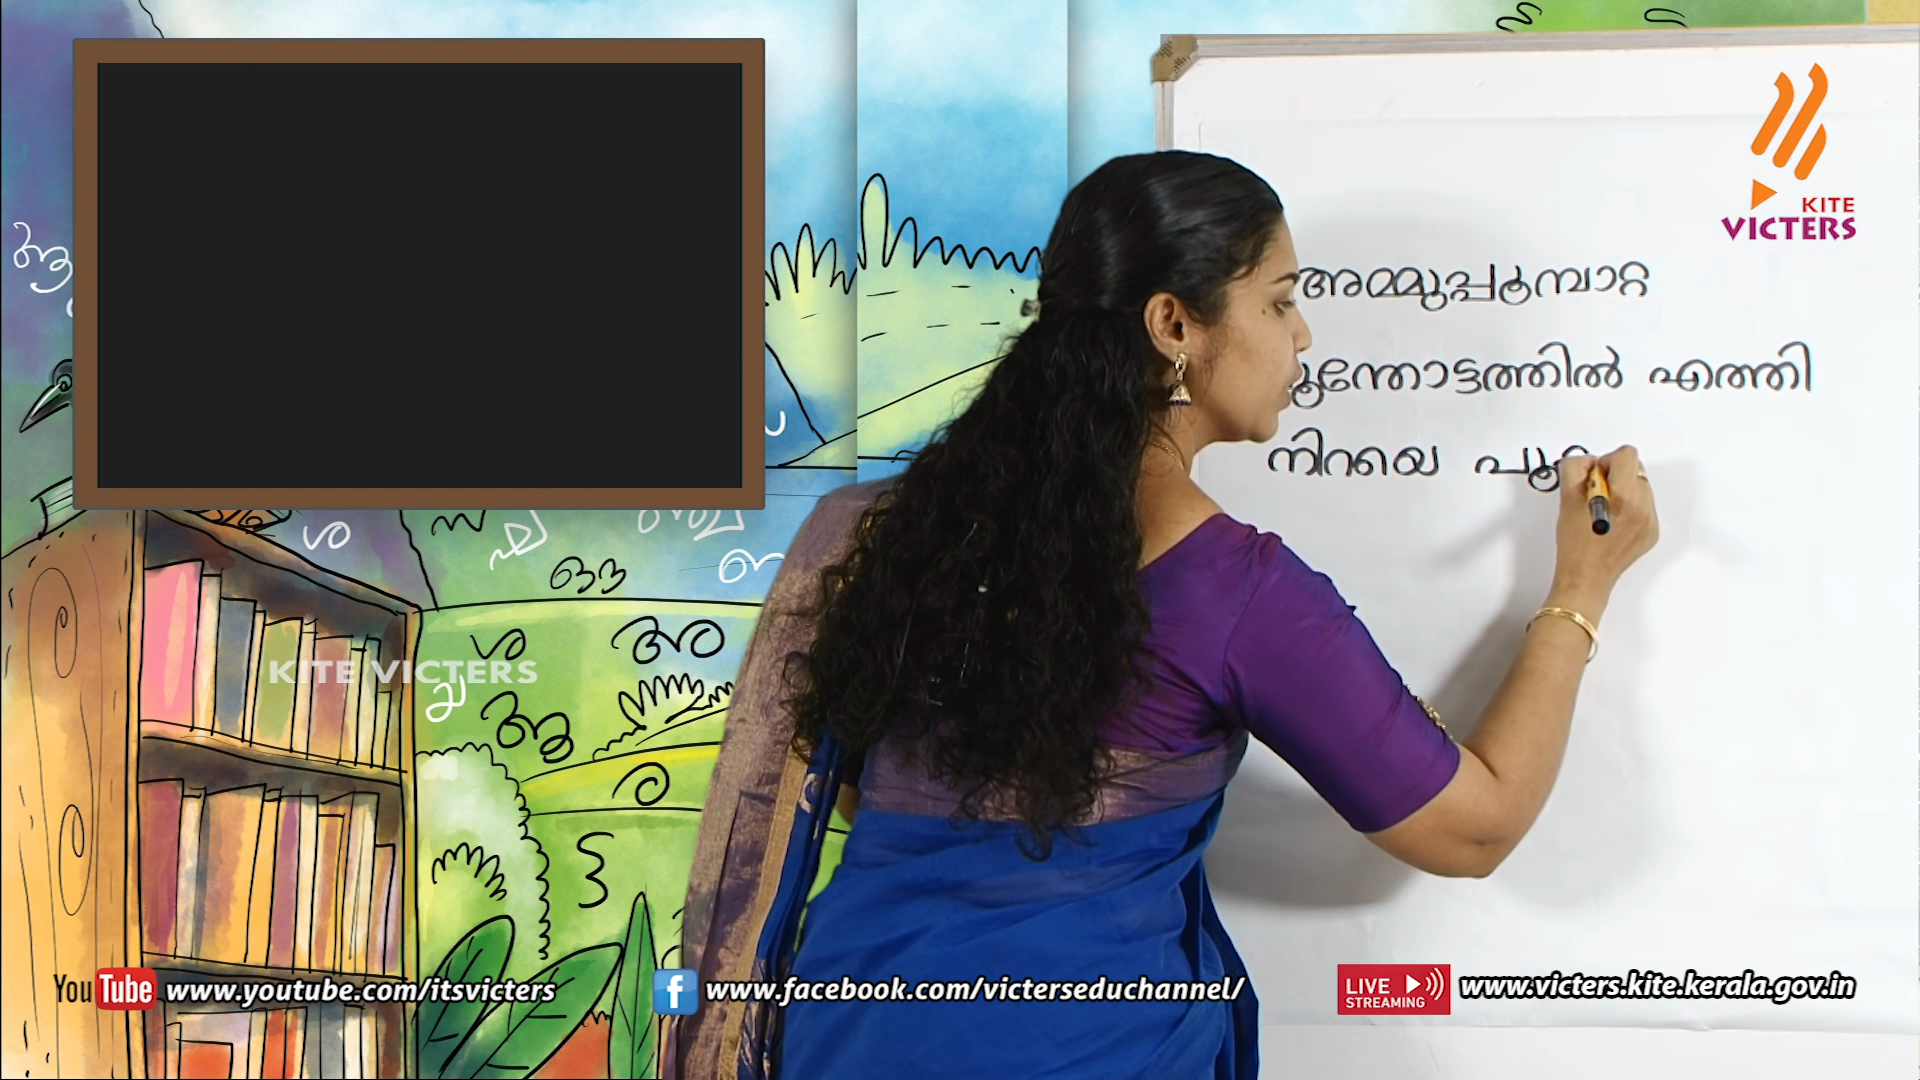 KITE
VICTERS
അമ്മുപ്പൂമ്പാറ്റ
പൂന്തോട്ടത്തിൽ എത്തി
നിറയെ
ശ
ശ
അ
ആ
ര
KITE VICTERS
YouTube www.youtube.com/itsvicters
f www.facebook.com/victerseduchannel/
LIVE STREAMING www.victers.kite.kerala.gov.in